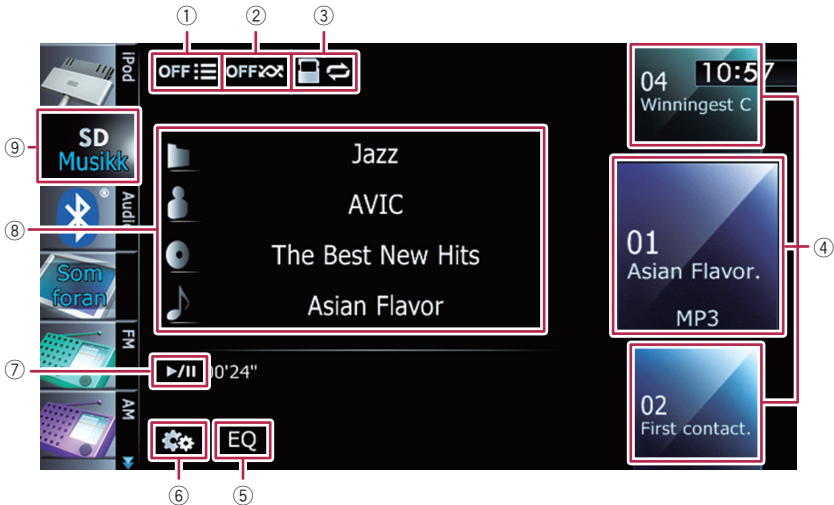 ① ② ③
iPod
OFF OFF
04
Winningest C
10:57
⑨
SD
Musikk
Jazz
®
Audio
⑧
AVIC
The Best New Hits
Asian Flavor
01
Asian Flavor.
MP3
④
Som
foran
FM
⑦
00'24"
AM
02
First contact.
EQ
⑥ ⑤